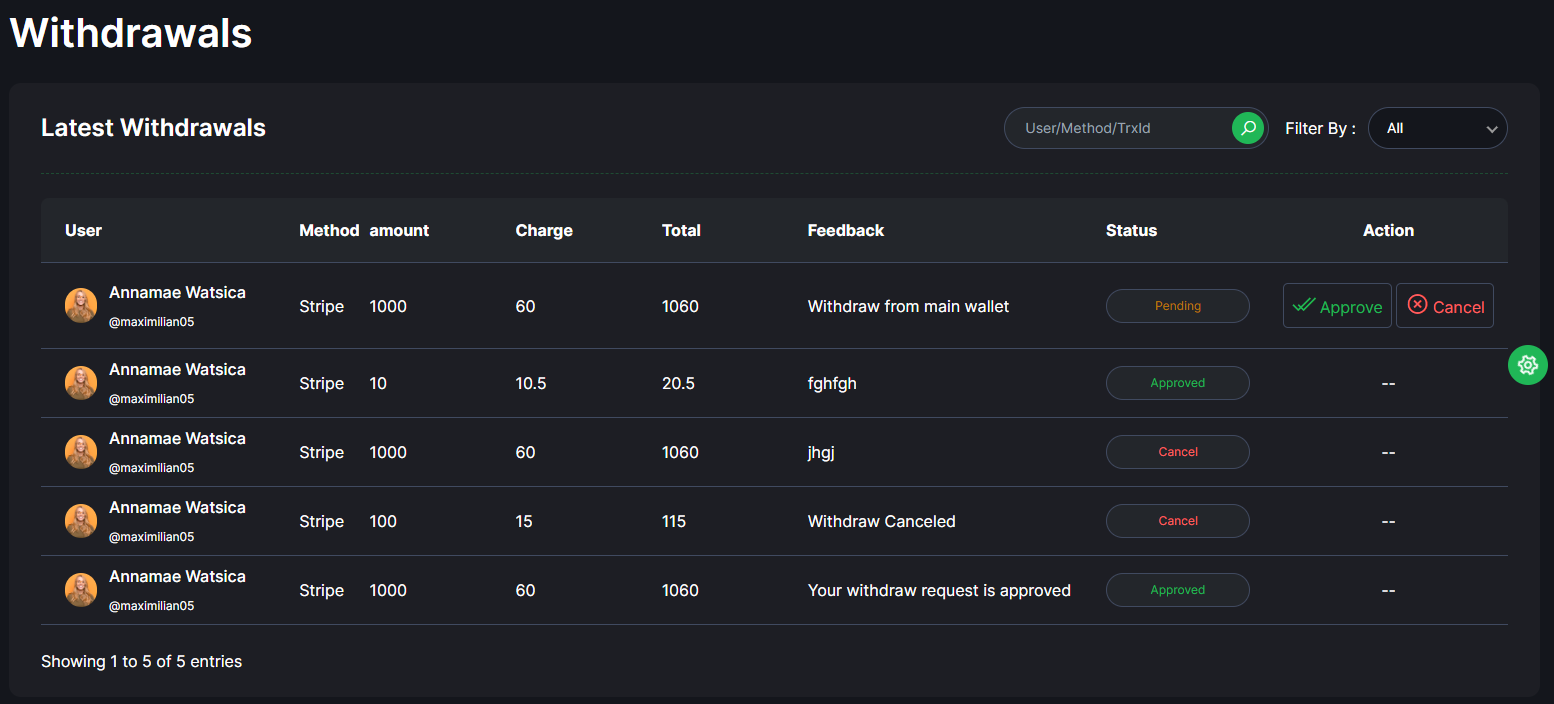 Withdrawals
Latest Withdrawals
User/Method/TrxId
Filter By :
All
User Method amount Charge Total Feedback Status Action
Annamae Watsica
@maximilian05
Stripe 1000 60 1060 Withdraw from main wallet Pending Approve Cancel
Annamae Watsica
@maximilian05
Stripe 10 10.5 20.5 fghfgh Approved --
Annamae Watsica
@maximilian05
Stripe 1000 60 1060 jhgj Cancel --
Annamae Watsica
@maximilian05
Stripe 100 15 115 Withdraw Canceled Cancel --
Annamae Watsica
@maximilian05
Stripe 1000 60 1060 Your withdraw request is approved Approved --
Showing 1 to 5 of 5 entries